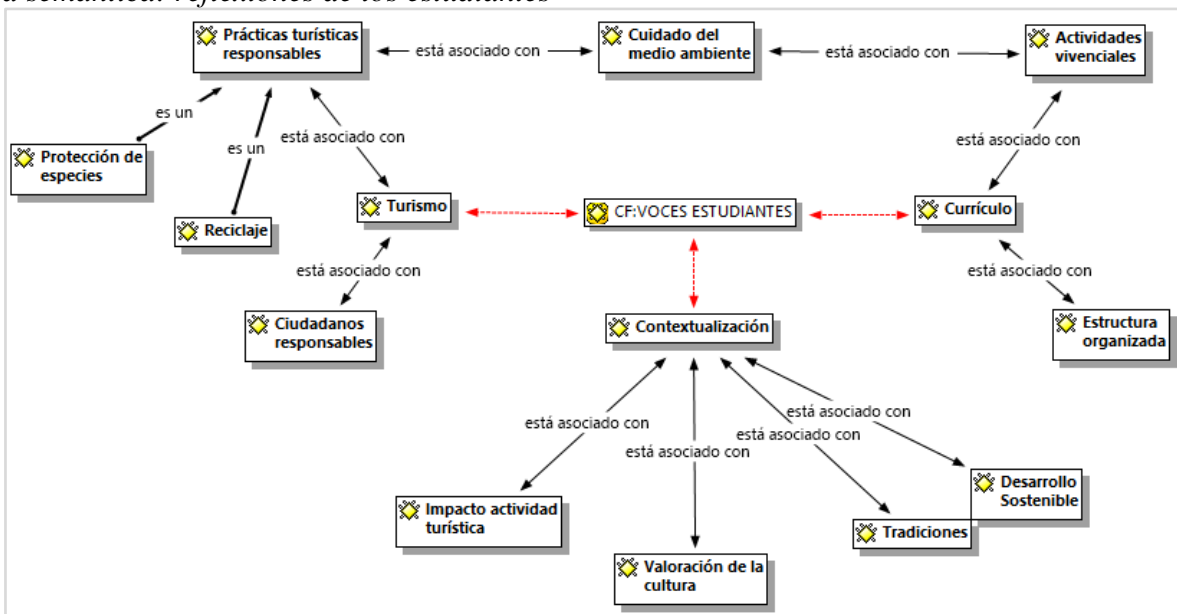 a semántica: reflexiones de los estudiantes
Prácticas turísticas
responsables
está asociado con
Cuidado del
medio ambiente
está asociado con
Actividades
vivenciales
es un
es un
está asociado con
está asociado con
Protección de
especies
Reciclaje
Turismo
CF:VOCES ESTUDIANTES
Currículo
está asociado con
está asociado con
Ciudadanos
responsables
Contextualización
Estructura
organizada
está asociado con
está asociado con
está asociado con
está asociado con
Impacto actividad
turística
Valoración de la
cultura
Tradiciones
Desarrollo
Sostenible